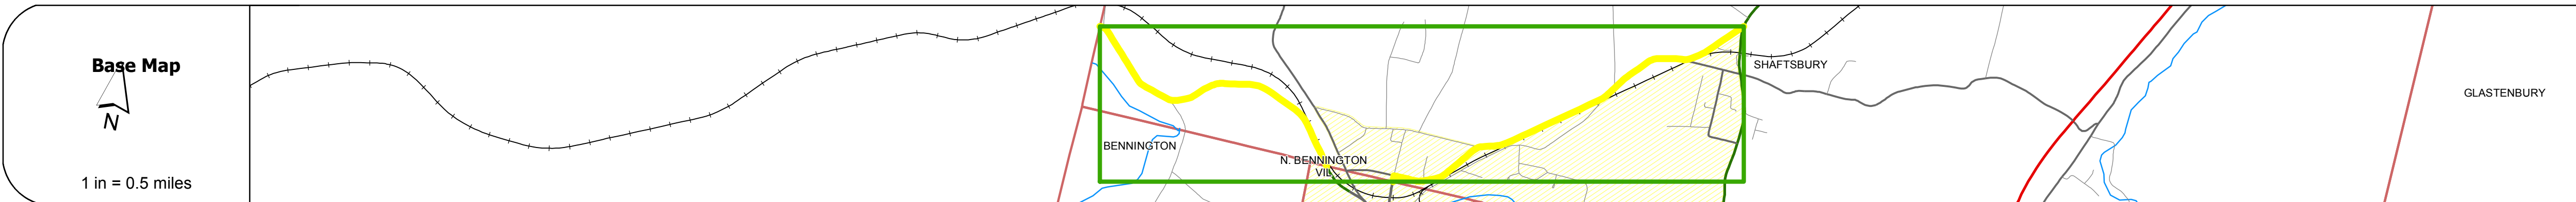 Base Map
N
1 in = 0.5 miles
BENNINGTON
N. BENNINGTON
VIL
SHAFTSBURY
GLASTENBURY